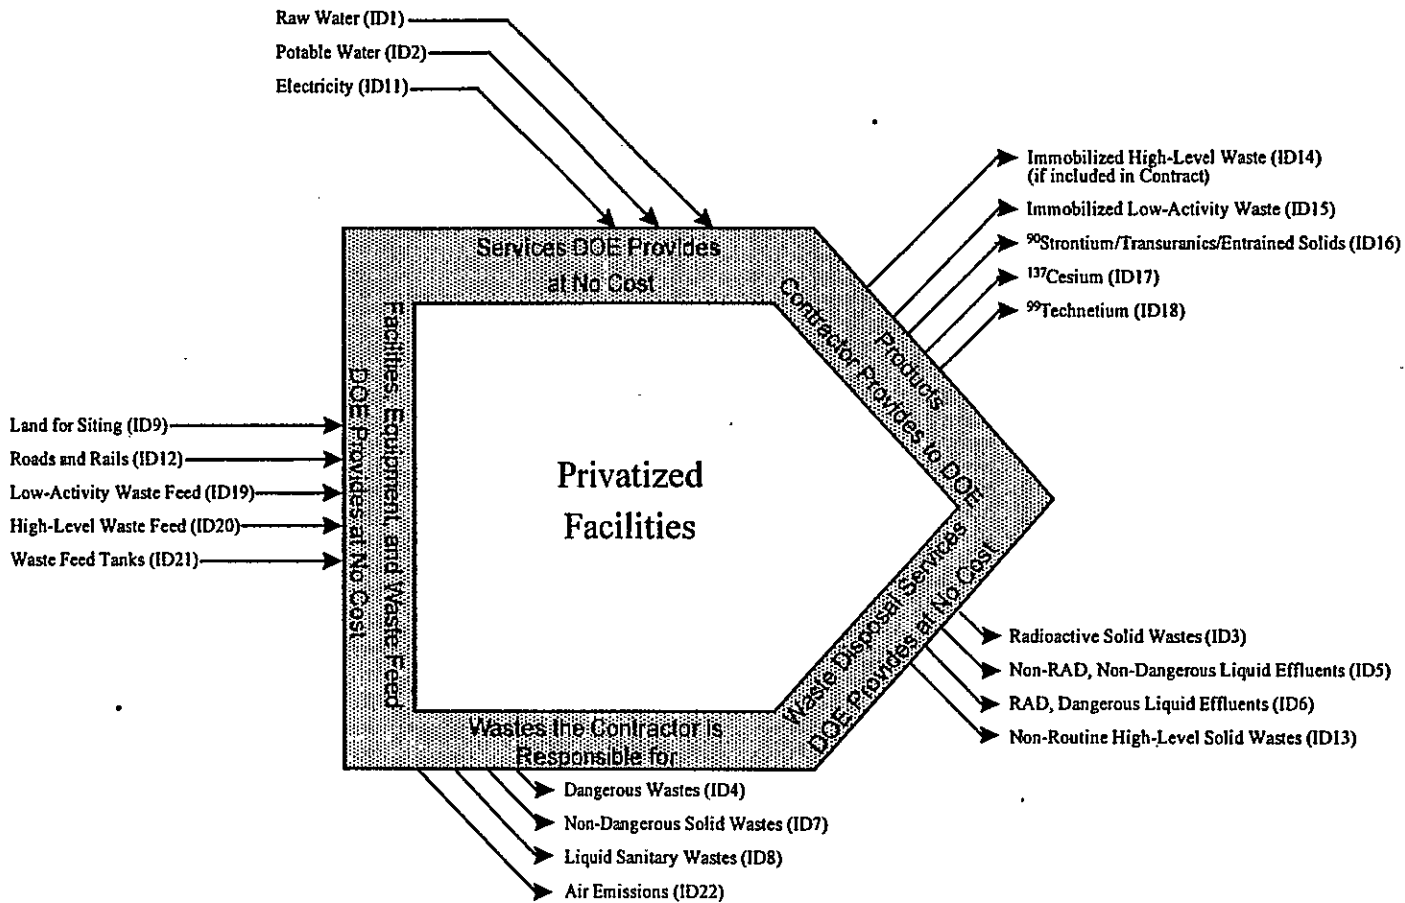 Raw Water (ID1)
Potable Water (ID2)
Electricity (ID11)
Immobilized High-Level Waste (ID14)
(if included in Contract)
Immobilized Low-Activity Waste (ID15)
⁹⁰Strontium/Transuranics/Entrained Solids (ID16)
¹³⁷Cesium (ID17)
⁹⁹Technetium (ID18)
Services DOE Provides
at No Cost
Products
Contractor Provides to DOE
Facilities, Equipment, and Waste Feed
DOE Provides at No Cost
Land for Siting (ID9)
Roads and Rails (ID12)
Low-Activity Waste Feed (ID19)
High-Level Waste Feed (ID20)
Waste Feed Tanks (ID21)
Privatized
Facilities
Waste Disposal Services
DOE Provides at No Cost
Radioactive Solid Wastes (ID3)
Non-RAD, Non-Dangerous Liquid Effluents (ID5)
RAD, Dangerous Liquid Effluents (ID6)
Non-Routine High-Level Solid Wastes (ID13)
Wastes the Contractor is
Responsible for
Dangerous Wastes (ID4)
Non-Dangerous Solid Wastes (ID7)
Liquid Sanitary Wastes (ID8)
Air Emissions (ID22)